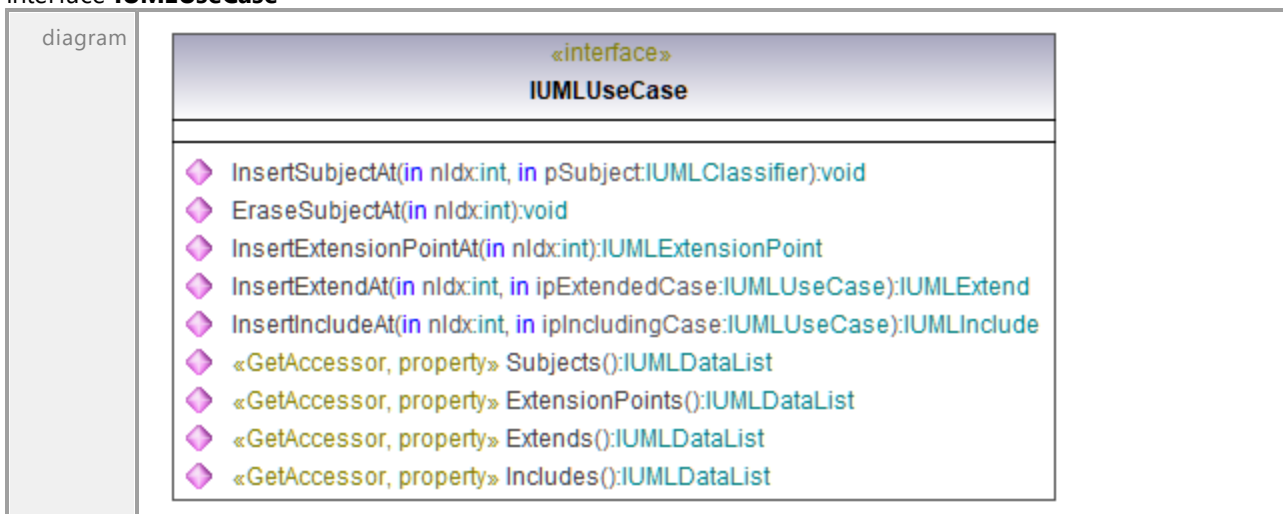 interface IUMLUseCase
diagram
«interface»
IUMLUseCase
InsertSubjectAt(in nIdx:int, in pSubject:IUMLClassifier):void
EraseSubjectAt(in nIdx:int):void
InsertExtensionPointAt(in nIdx:int):IUMLExtensionPoint
InsertExtendAt(in nIdx:int, in ipExtendedCase:IUMLUseCase):IUMLExtend
InsertIncludeAt(in nIdx:int, in ipIncludingCase:IUMLUseCase):IUMLInclude
«GetAccessor, property» Subjects():IUMLDataList
«GetAccessor, property» ExtensionPoints():IUMLDataList
«GetAccessor, property» Extends():IUMLDataList
«GetAccessor, property» Includes():IUMLDataList